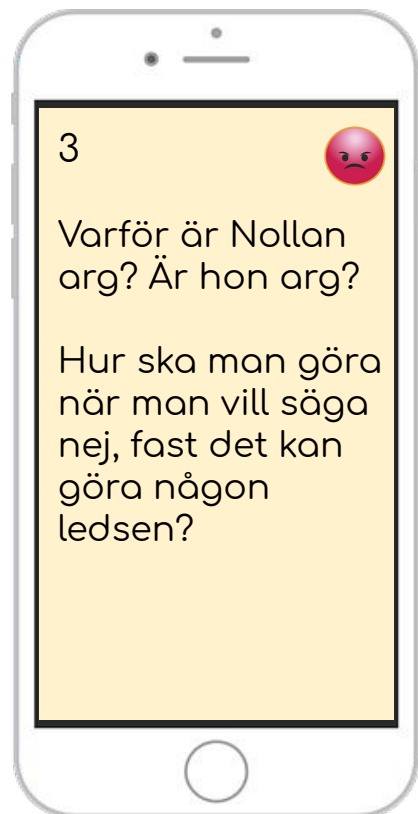 3
Varför är Nollan
arg? Är hon arg?
Hur ska man göra
när man vill säga
nej, fast det kan
göra någon
ledsen?